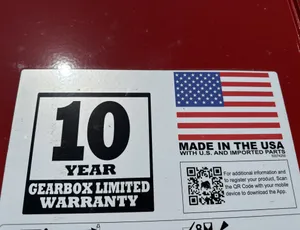 10
YEAR
GEARBOX LIMITED
WARRANTY
MADE IN THE USA
WITH U.S. AND IMPORTED PARTS
For additional information and
to register your product, Scan
the QR Code with your mobile
device to download the App.